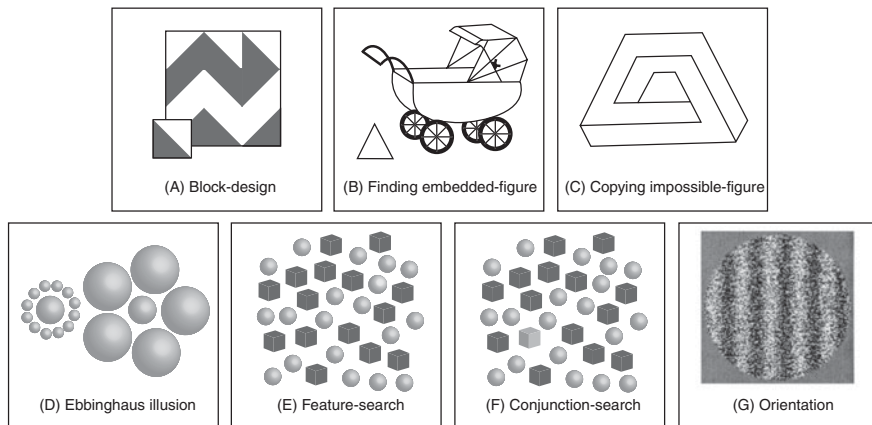 (A) Block-design
(B) Finding embedded-figure
(C) Copying impossible-figure
(D) Ebbinghaus illusion
(E) Feature-search
(F) Conjunction-search
(G) Orientation